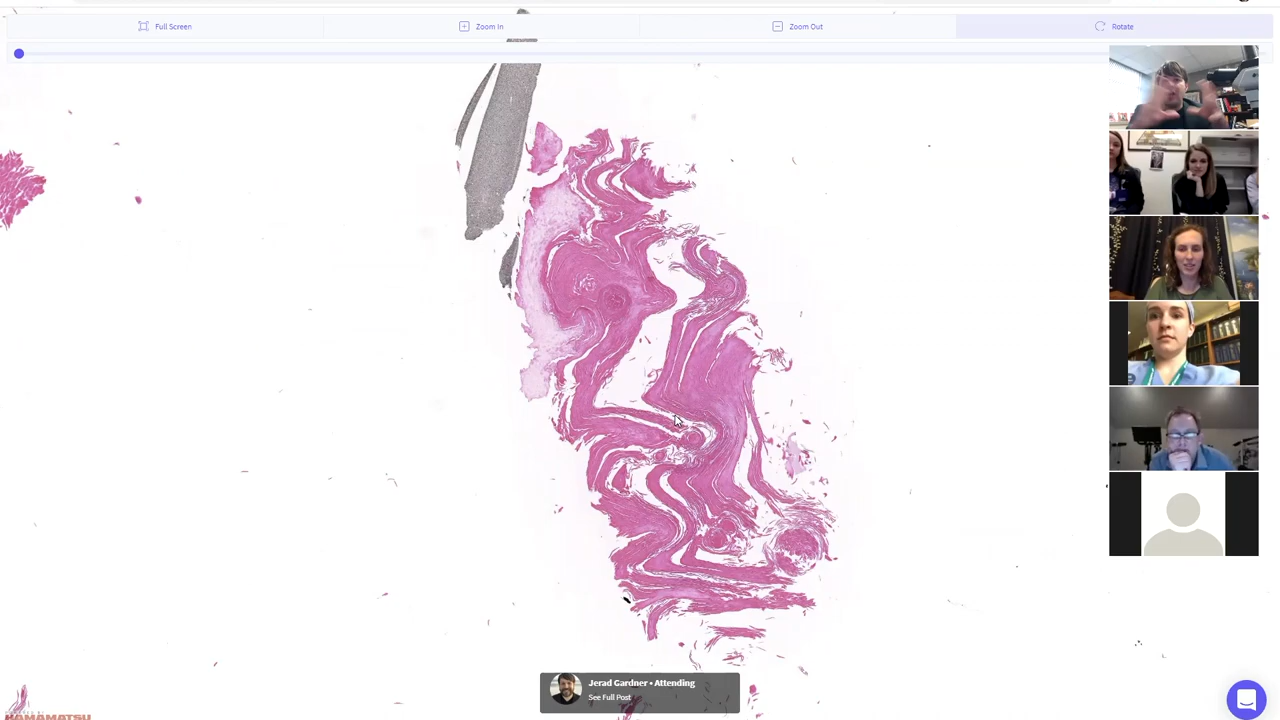 Full Screen
Zoom In
Zoom Out
Rotate
Jerad Gardner • Attending
See Full Post
HAMAMATSU